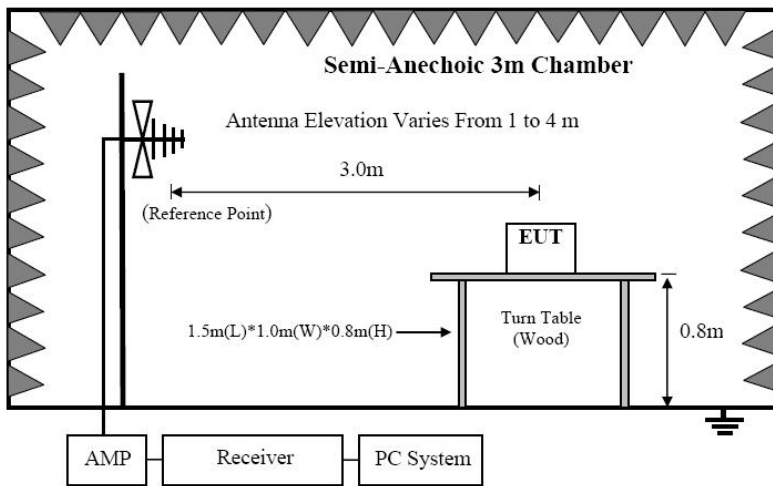 Semi-Anechoic 3m Chamber
Antenna Elevation Varies From 1 to 4 m
3.0m
(Reference Point)
EUT
1.5m(L)*1.0m(W)*0.8m(H)
Turn Table
(Wood)
0.8m
AMP
Receiver
PC System